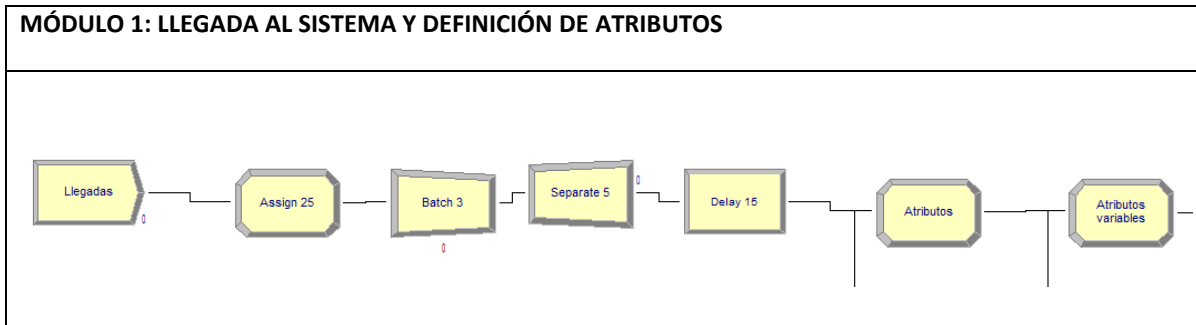 MÓDULO 1: LLEGADA AL SISTEMA Y DEFINICIÓN DE ATRIBUTOS
Llegadas
0
Assign 25
Batch 3
0
Separate 5
0
Delay 15
Atributos
Atributos
variables